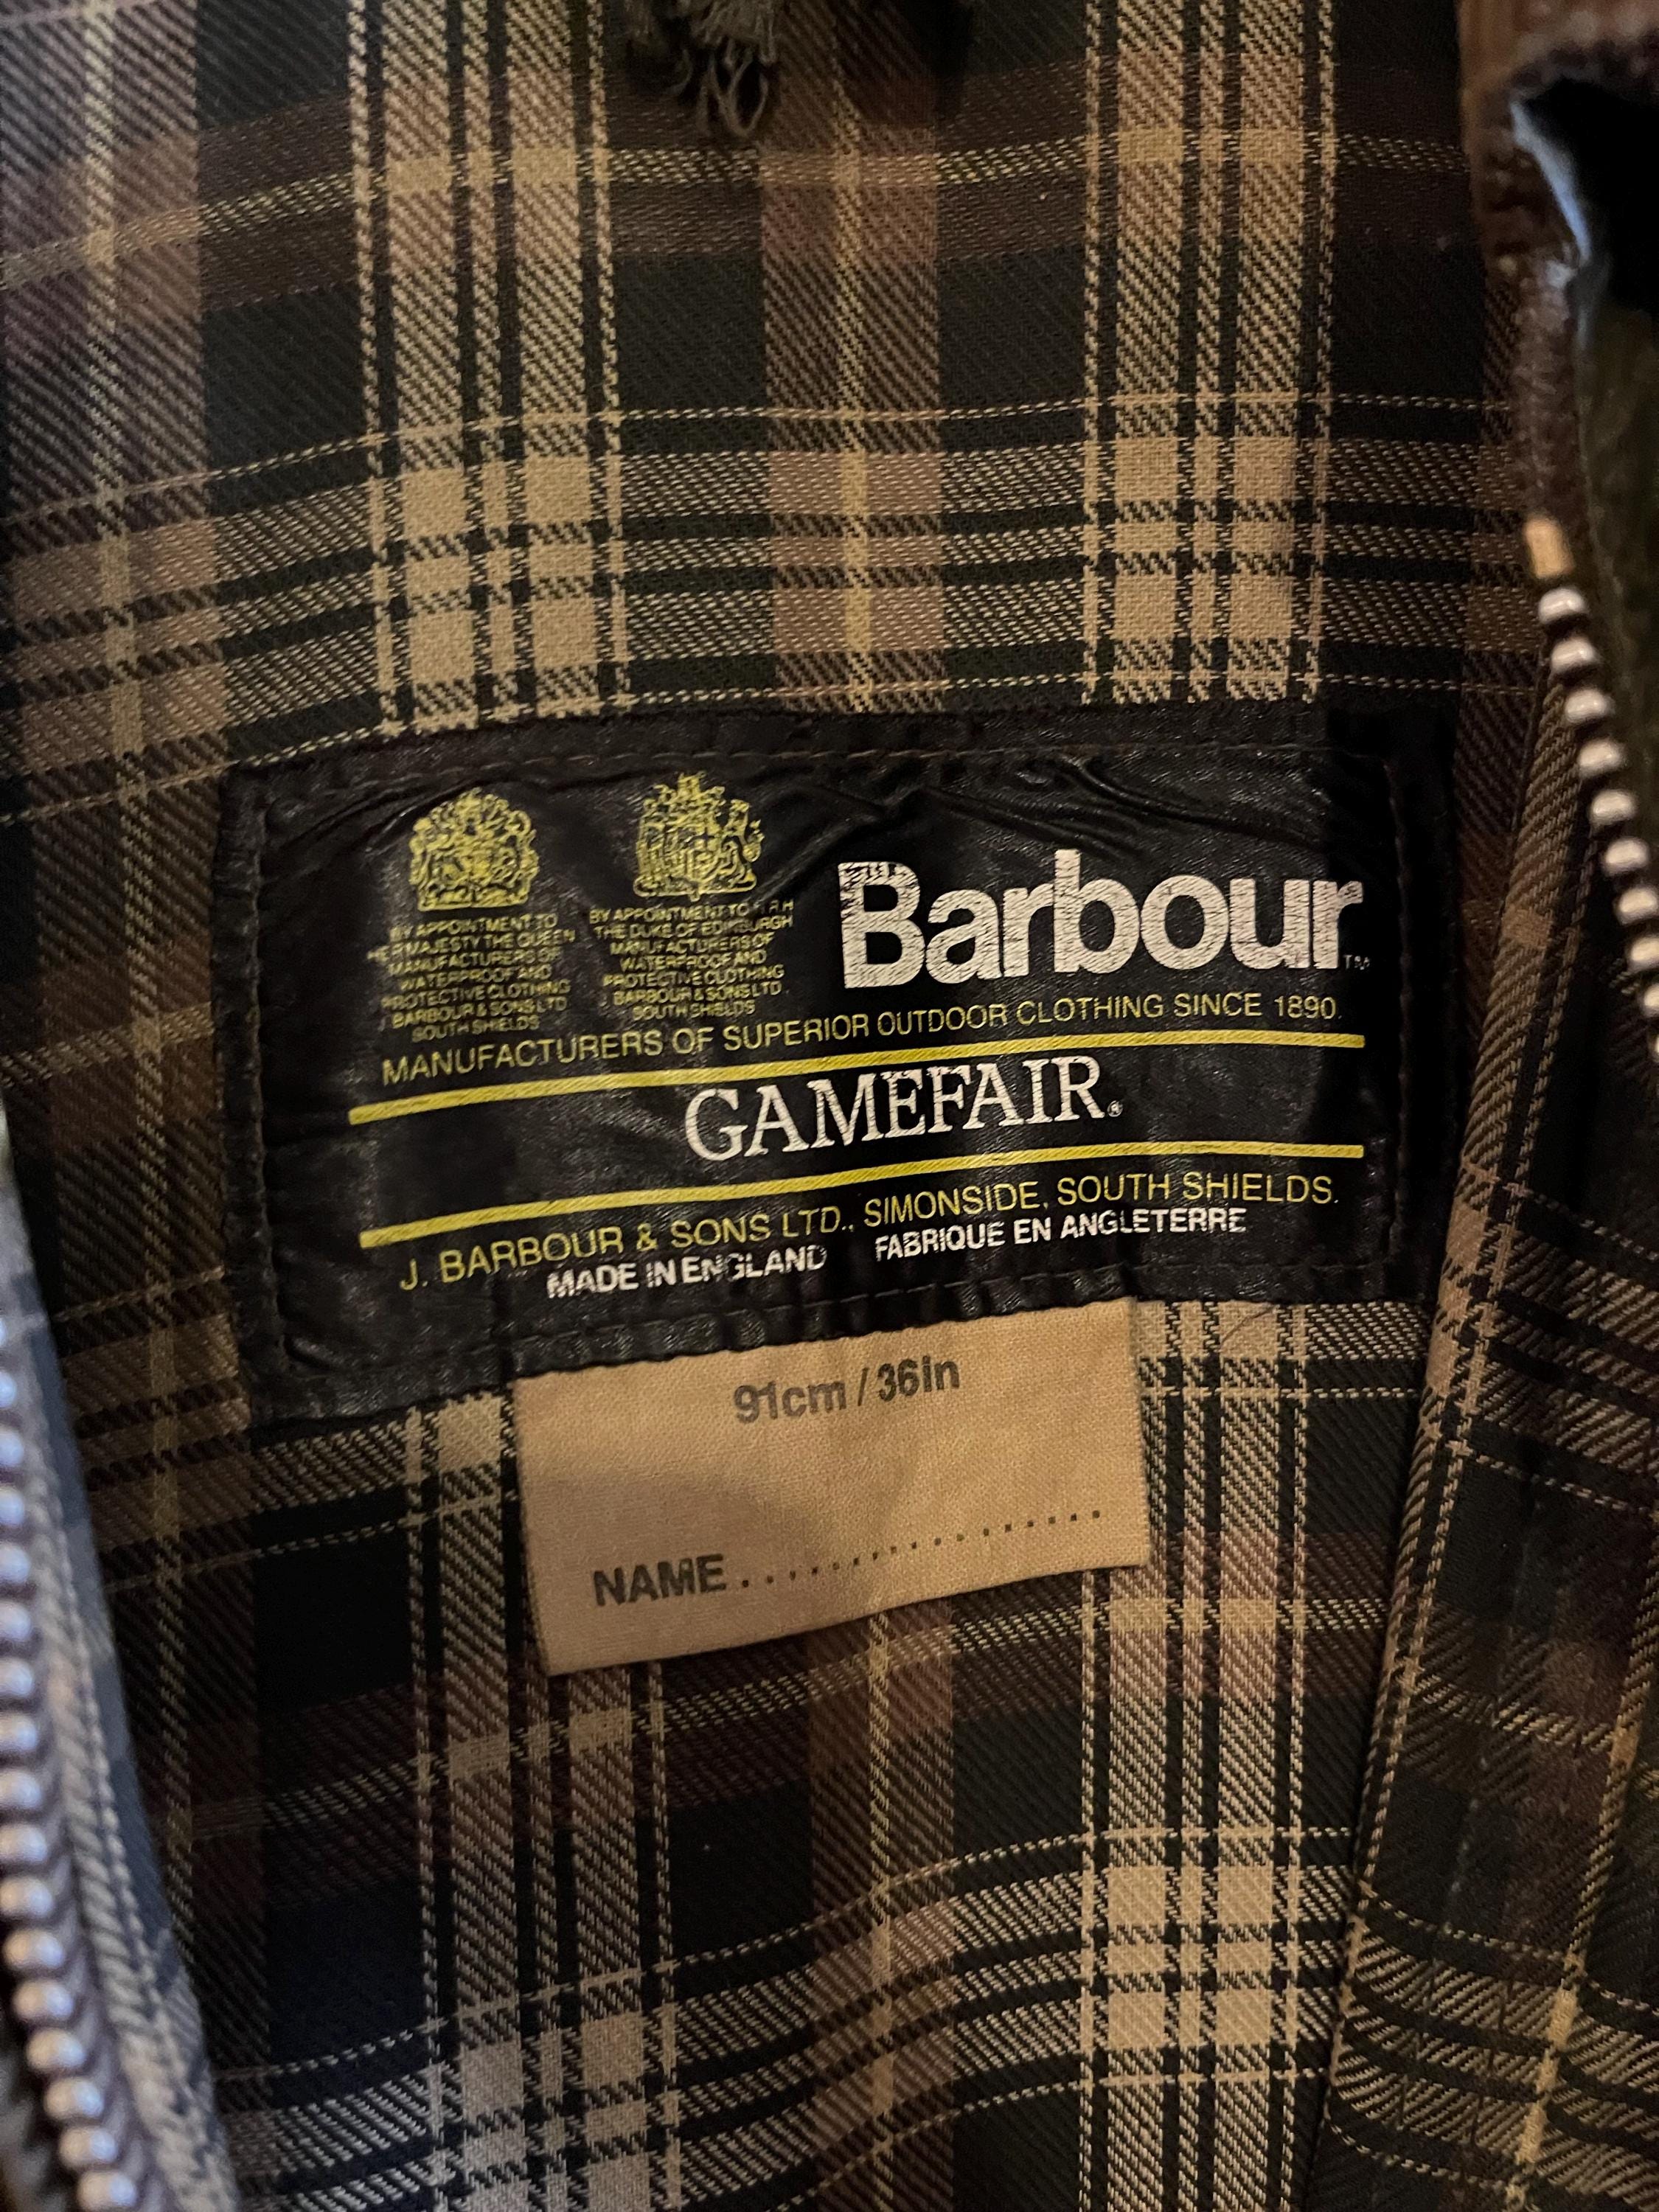 BY APPOINTMENT TO
HER MAJESTY THE QUEEN
MANUFACTURERS OF
WATERPROOF AND
PROTECTIVE CLOTHING
BARBOUR & SONS LTD
SOUTH SHIELDS
BY APPOINTMENT TO H.R.H
THE DUKE OF EDINBURGH
MANUFACTURERS OF
WATERPROOF AND
PROTECTIVE CLOTHING
J BARBOUR & SONS LTD.
SOUTH SHIELDS
Barbour TM
MANUFACTURERS OF SUPERIOR OUTDOOR CLOTHING SINCE 1890.
GAMEFAIR®
J. BARBOUR & SONS LTD., SIMONSIDE, SOUTH SHIELDS.
MADE IN ENGLAND FABRIQUE EN ANGLETERRE
91cm / 36in
NAME..................